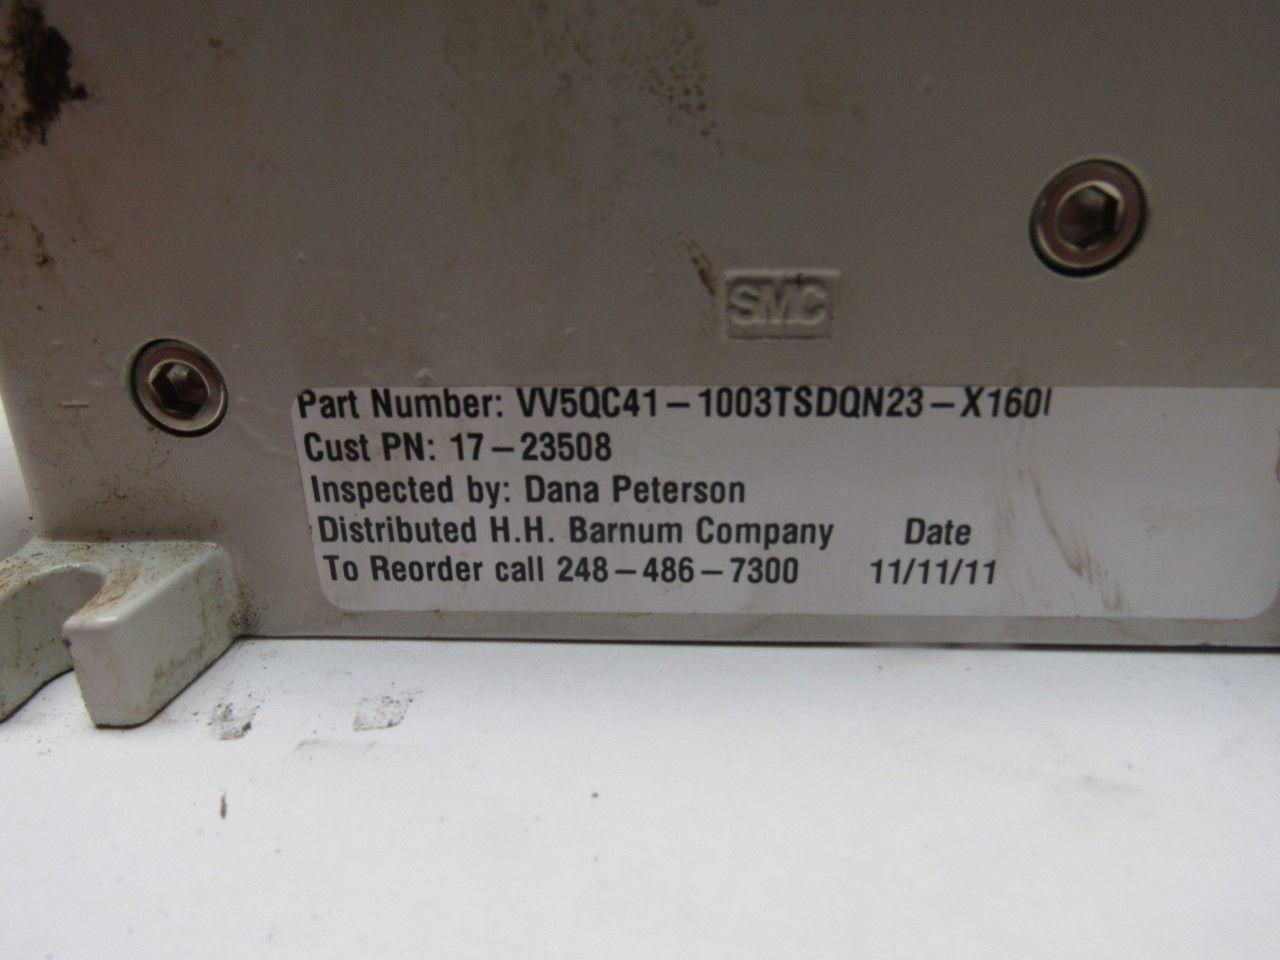 SMC
Part Number: VV5QC41-1003TSDQN23-X160I
Cust PN: 17-23508
Inspected by: Dana Peterson
Distributed H.H. Barnum Company Date
To Reorder call 248-486-7300 11/11/11